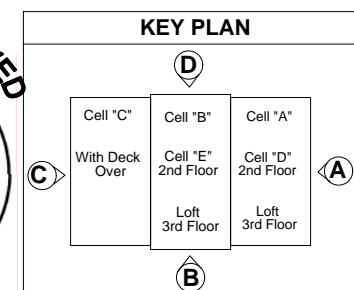 KEY PLAN
D
Cell "C"
With Deck
Over
Cell "B"
Cell "E"
2nd Floor
Loft
3rd Floor
Cell "A"
Cell "D"
2nd Floor
Loft
3rd Floor
C
A
B